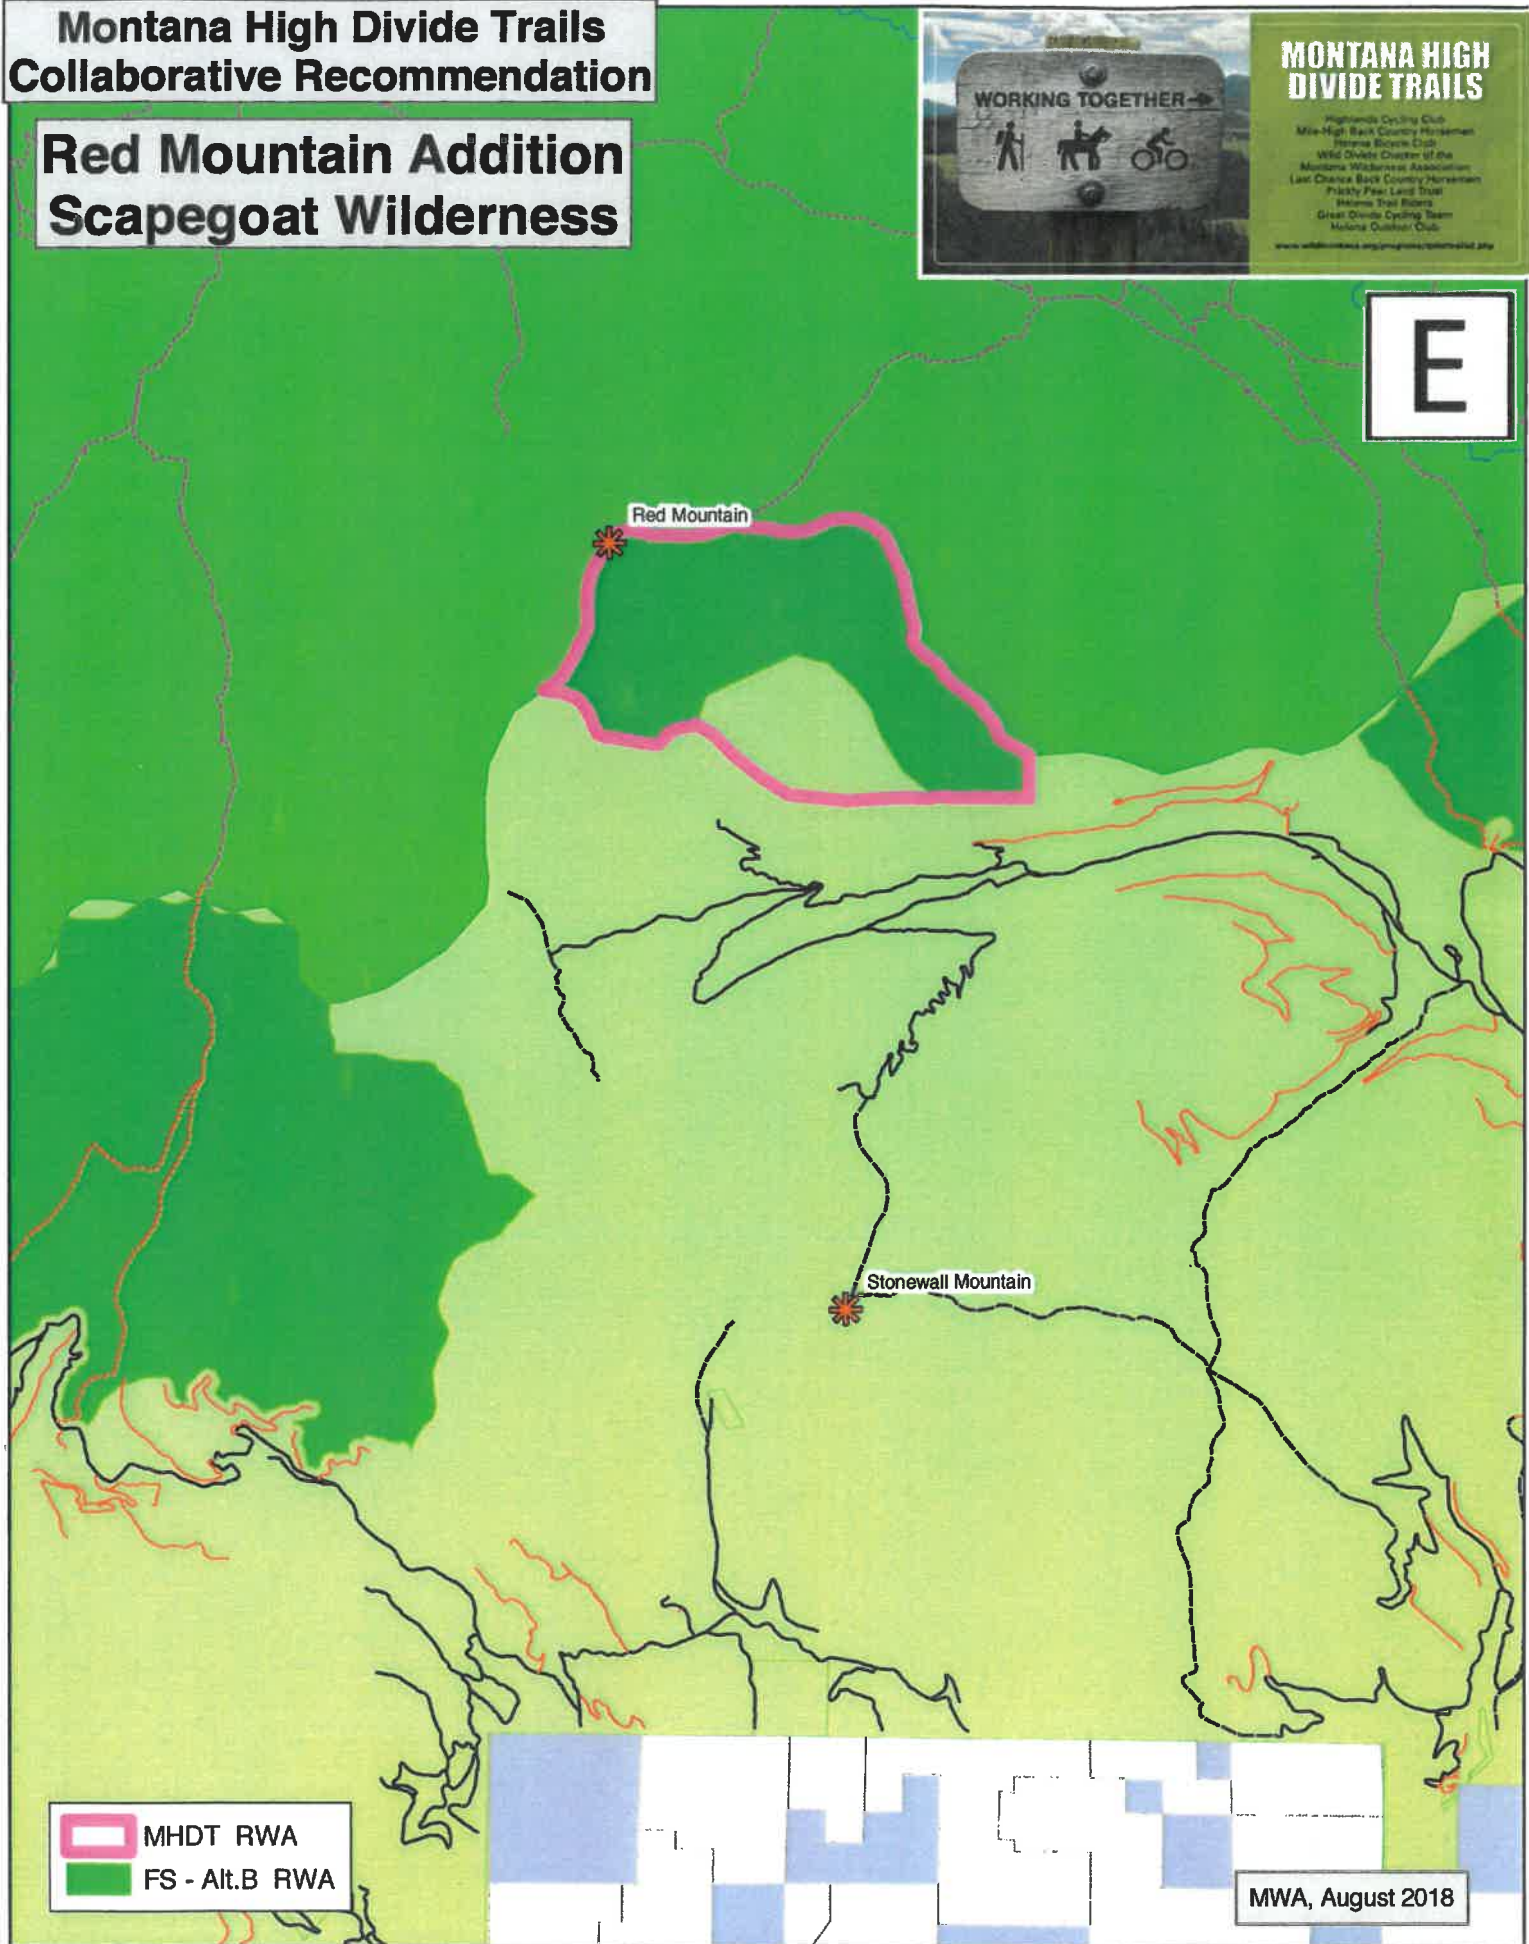 Montana High Divide Trails
Collaborative Recommendation
Red Mountain Addition
Scapegoat Wilderness
WORKING TOGETHER
MONTANA HIGH
DIVIDE TRAILS
Highlands Cycling Club
Mile-High Back Country Horsemen
Helena Bicycle Club
Wild Divide Chapter of the
Montana Wilderness Association
Last Chance Back Country Horsemen
Prickly Pear Land Trust
Helena Trail Riders
Great Divide Cycling Team
Helena Outdoor Club
E
Red Mountain
Stonewall Mountain
MHDT RWA
FS - Alt.B RWA
MWA, August 2018